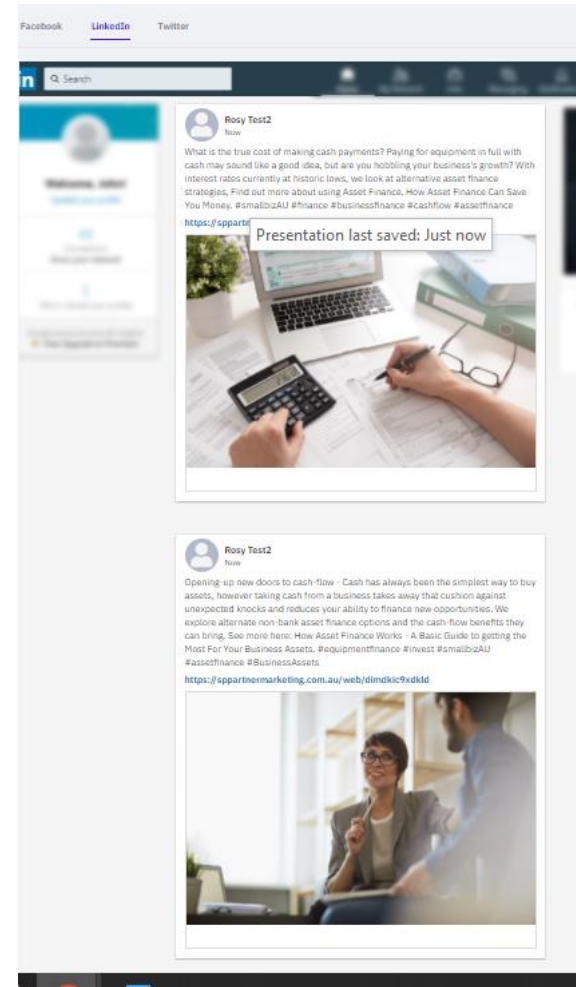 Facebook LinkedIn Twitter
in Search
Rosy Test2
Now
What is the true cost of making cash payments? Paying for equipment in full with
cash may sound like a good idea, but are you hobbling your business's growth? With
interest rates currently at historic lows, we look at alternative asset finance
strategies, Find out more about using Asset Finance. How Asset Finance Can Save
You Money. #smallbizAU #finance #businessfinance #cashflow #assetfinance
https://sppartn
Presentation last saved: Just now
Rosy Test2
Now
Opening-up new doors to cash-flow - Cash has always been the simplest way to buy
assets, however taking cash from a business takes away that cushion against
unexpected knocks and reduces your ability to finance new opportunities. We
explore alternate non-bank asset finance options and the cash-flow benefits they
can bring. See more here: How Asset Finance Works - A Basic Guide to getting the
Most For Your Business Assets. #equipmentfinance #invest #smallbizAU
#assetfinance #BusinessAssets
https://sppartnermarketing.com.au/web/dimdkic9xdkld